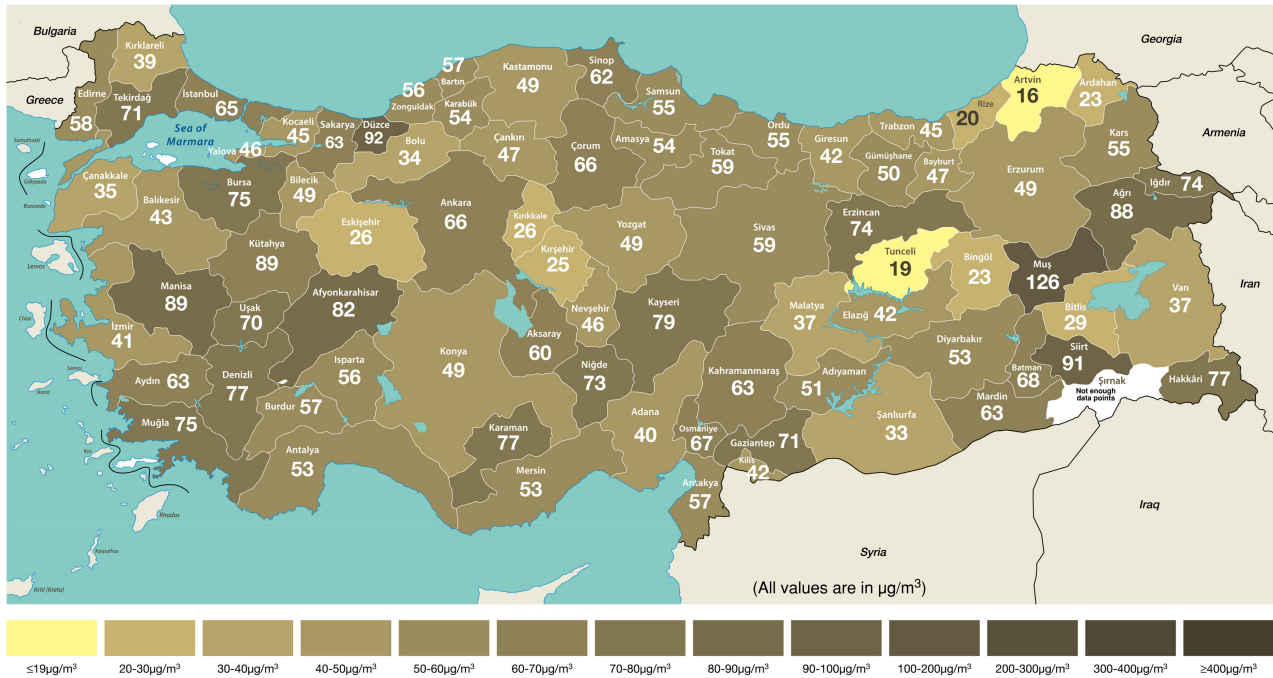 Bulgaria
Georgia
Greece
Armenia
Iran
Iraq
Syria
Sea of
Marmara
Samothraki
Gökçeada
Bozcaada
Lesvos
Chios
Samos
Ikaria
Kos
Rhodos
Karpathos
Kriti (Kreta)
Kırklareli
39
Edirne
58
Tekirdağ
71
İstanbul
65
Kocaeli
45
Yalova 46
Sakarya
63
Düzce
92
56
Zonguldak
57
Bartın
Karabük
54
Kastamonu
49
Sinop
62
Samsun
55
Bolu
34
Çankırı
47
Çorum
66
Amasya 54
Tokat
59
Ordu
55
Giresun
42
Trabzon 45
Rize
20
Artvin
16
Ardahan
23
Kars
55
Gümüşhane
50
Bayburt
47
Erzurum
49
Iğdır 74
Ağrı
88
Çanakkale
35
Balıkesir
43
Bursa
75
Bilecik
49
Eskişehir
26
Ankara
66
Kırıkkale
26
Kırşehir
25
Yozgat
49
Sivas
59
Erzincan
74
Tunceli
19
Bingöl
23
Muş
126
Bitlis
29
Van
37
Kütahya
89
Manisa
89
Uşak
70
Afyonkarahisar
82
İzmir
41
Aydın 63
Denizli
77
Isparta
56
Burdur 57
Muğla 75
Antalya
53
Konya
49
Aksaray
60
Nevşehir
46
Kayseri
79
Niğde
73
Karaman
77
Mersin
53
Adana
40
Osmaniye
67
Antakya
57
Kahramanmaraş
63
Gaziantep 71
Kilis
42
Malatya
37
Elazığ 42
Adıyaman
51
Şanlıurfa
33
Diyarbakır
53
Mardin
63
Batman
68
Siirt
91
Şırnak
Not enough
data points
Hakkâri 77
(All values are in µg/m³)
≤19µg/m³
20-30µg/m³
30-40µg/m³
40-50µg/m³
50-60µg/m³
60-70µg/m³
70-80µg/m³
80-90µg/m³
90-100µg/m³
100-200µg/m³
200-300µg/m³
300-400µg/m³
≥400µg/m³